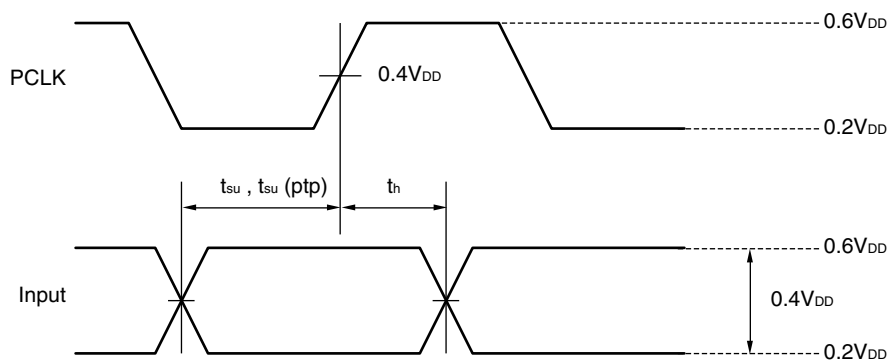 0.6VDD
PCLK
0.4VDD
0.2VDD
tsu , tsu (ptp)
th
0.6VDD
Input
0.4VDD
0.2VDD